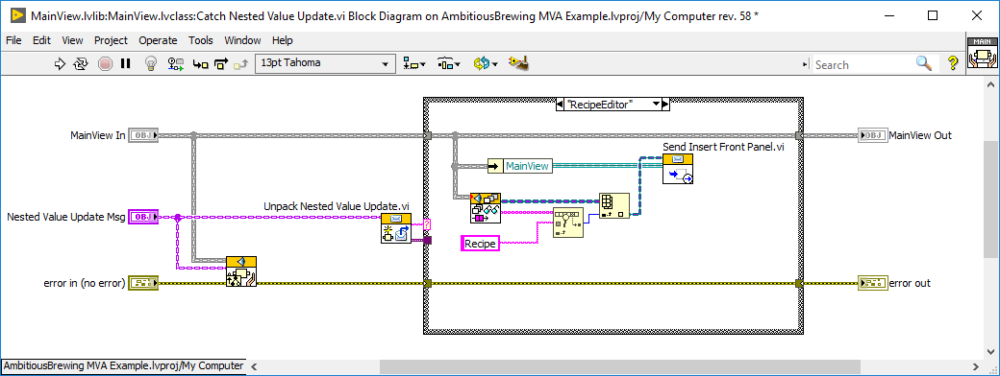 MainView.lvlib:MainView.lvclass:Catch Nested Value Update.vi Block Diagram on AmbitiousBrewing MVA Example.lvproj/My Computer rev. 58 *
File Edit View Project Operate Tools Window Help
13pt Tahoma
Search
MAIN
"RecipeEditor"
MainView In
OBJ
OBJ
MainView Out
Send Insert Front Panel.vi
MainView
Nested Value Update Msg
OBJ
Unpack Nested Value Update.vi
?
Recipe
error in (no error)
error out
AmbitiousBrewing MVA Example.lvproj/My Computer